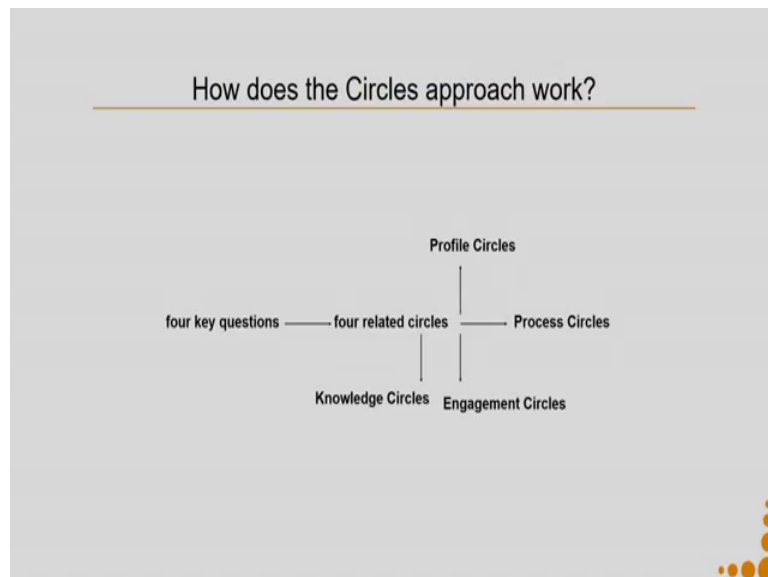 How does the Circles approach work?
Profile Circles
four key questions
four related circles
Process Circles
Knowledge Circles
Engagement Circles